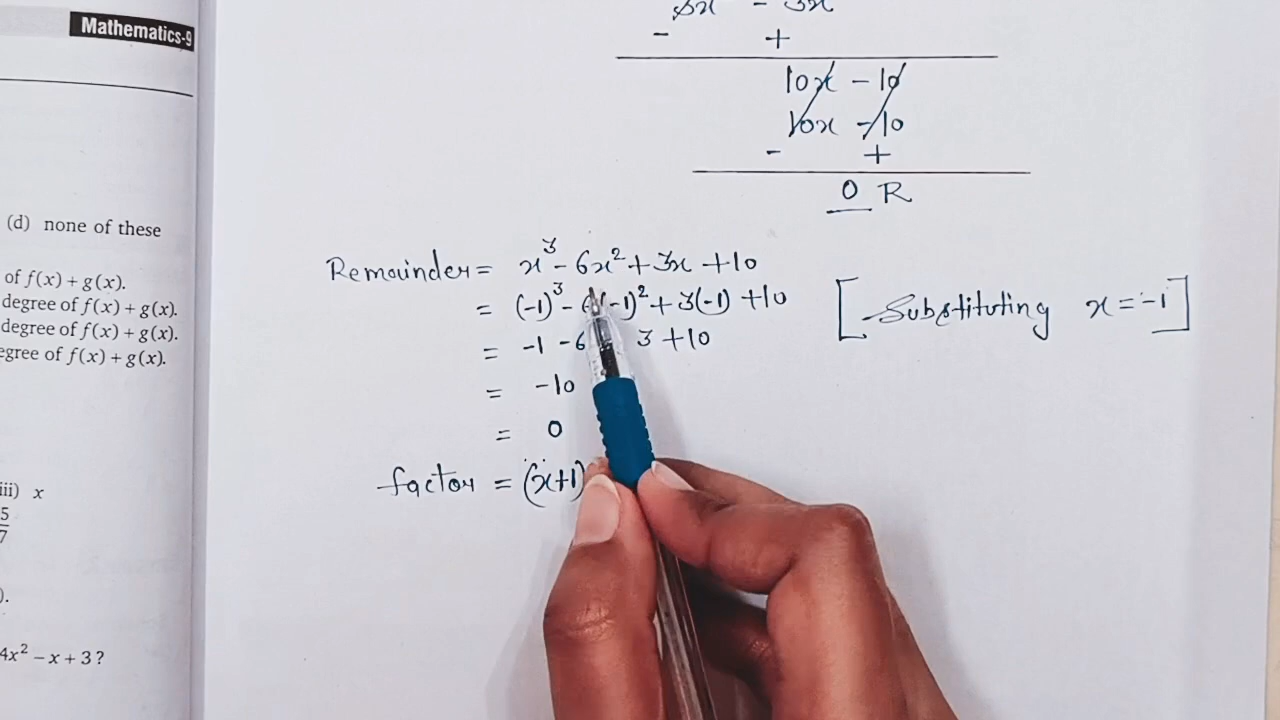 Mathematics-9
(d) none of these
of f(x) + g(x).
degree of f(x) + g(x).
degree of f(x) + g(x).
egree of f(x) + g(x).
iii) x
5
7
).
4x² – x + 3?
- +
10x - 10
10x - 10
- +
0 R
Remainder = x³ - 6x² + 3x + 10
= (-1)³ - 6(-1)² + 3(-1) + 10 [Substituting x = -1]
= -1 - 6 3 + 10
= -10
= 0
factor = (x+1)